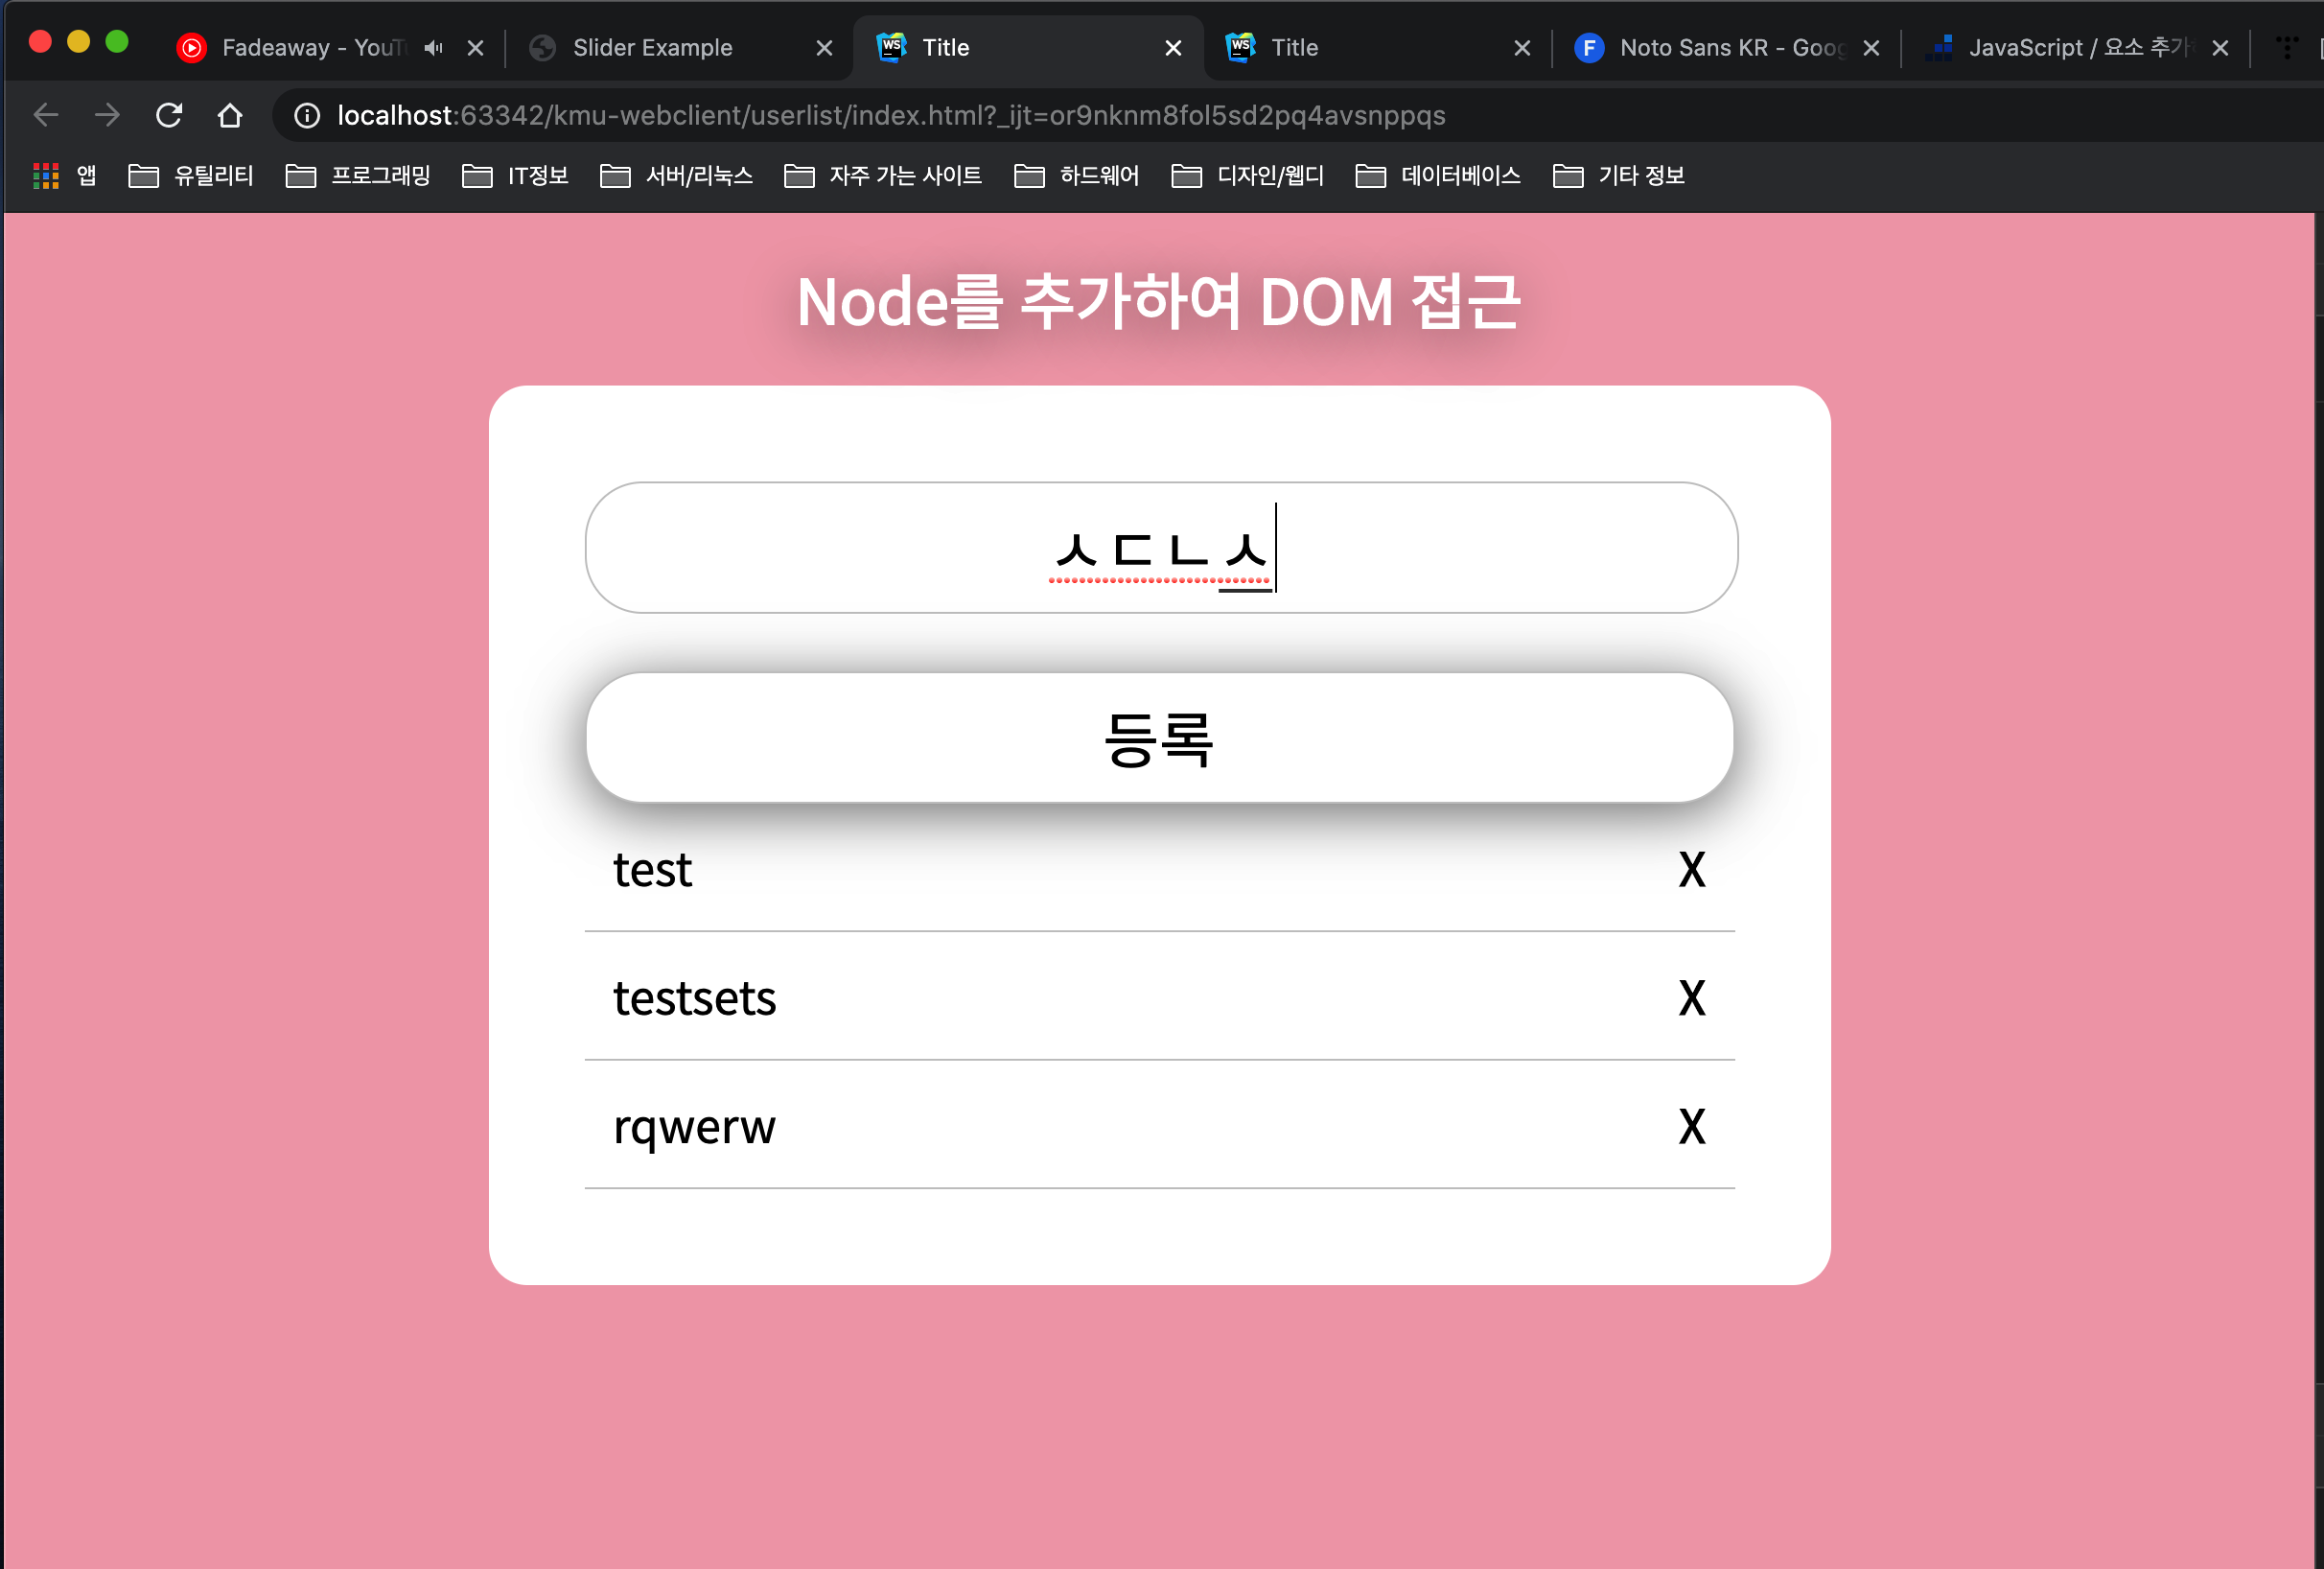 Fadeaway - YouTu
Slider Example
Title
Title
Noto Sans KR - Goog
JavaScript / 요소 추가
localhost:63342/kmu-webclient/userlist/index.html?_ijt=or9nknm8fol5sd2pq4avsnppqs
앱 유틸리티 프로그래밍 IT정보 서버/리눅스 자주 가는 사이트 하드웨어 디자인/웹디 데이터베이스 기타 정보
Node를 추가하여 DOM 접근
ㅅㄷㄴㅅ
등록
test X
testsets X
rqwerw X